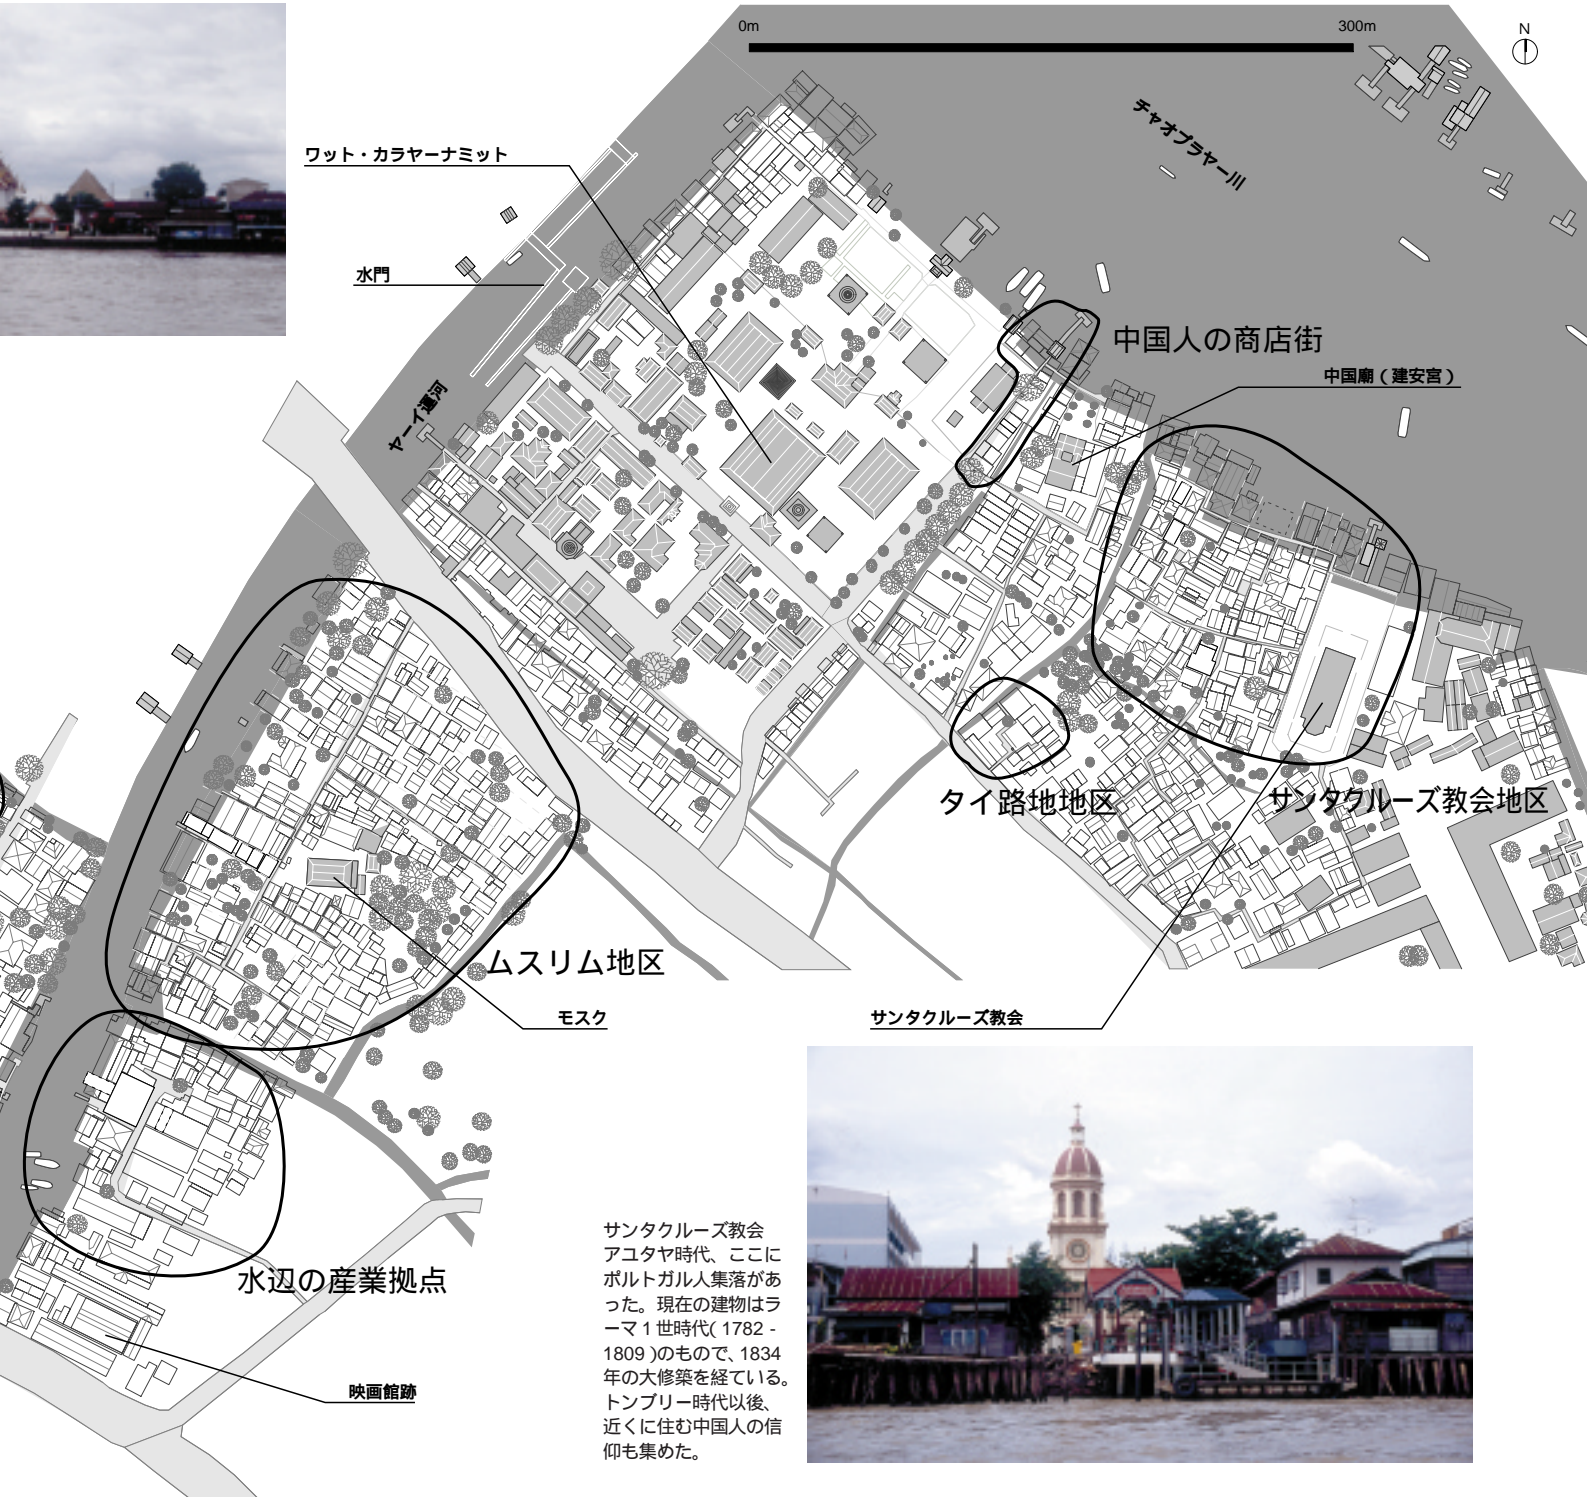 0m
300m
N
チャオプラヤー川
ワット・カラヤーナミット
水門
ヤーイ運河
中国人の商店街
中国廟（建安宮）
タイ路地地区
サンタクルーズ教会地区
ムスリム地区
モスク
サンタクルーズ教会
水辺の産業拠点
映画館跡
サンタクルーズ教会
アユタヤ時代、ここに
ポルトガル人集落があ
った。現在の建物はラ
ーマ1世時代( 1782 -
1809 )のもので、1834
年の大修築を経ている。
トンブリー時代以後、
近くに住む中国人の信
仰も集めた。